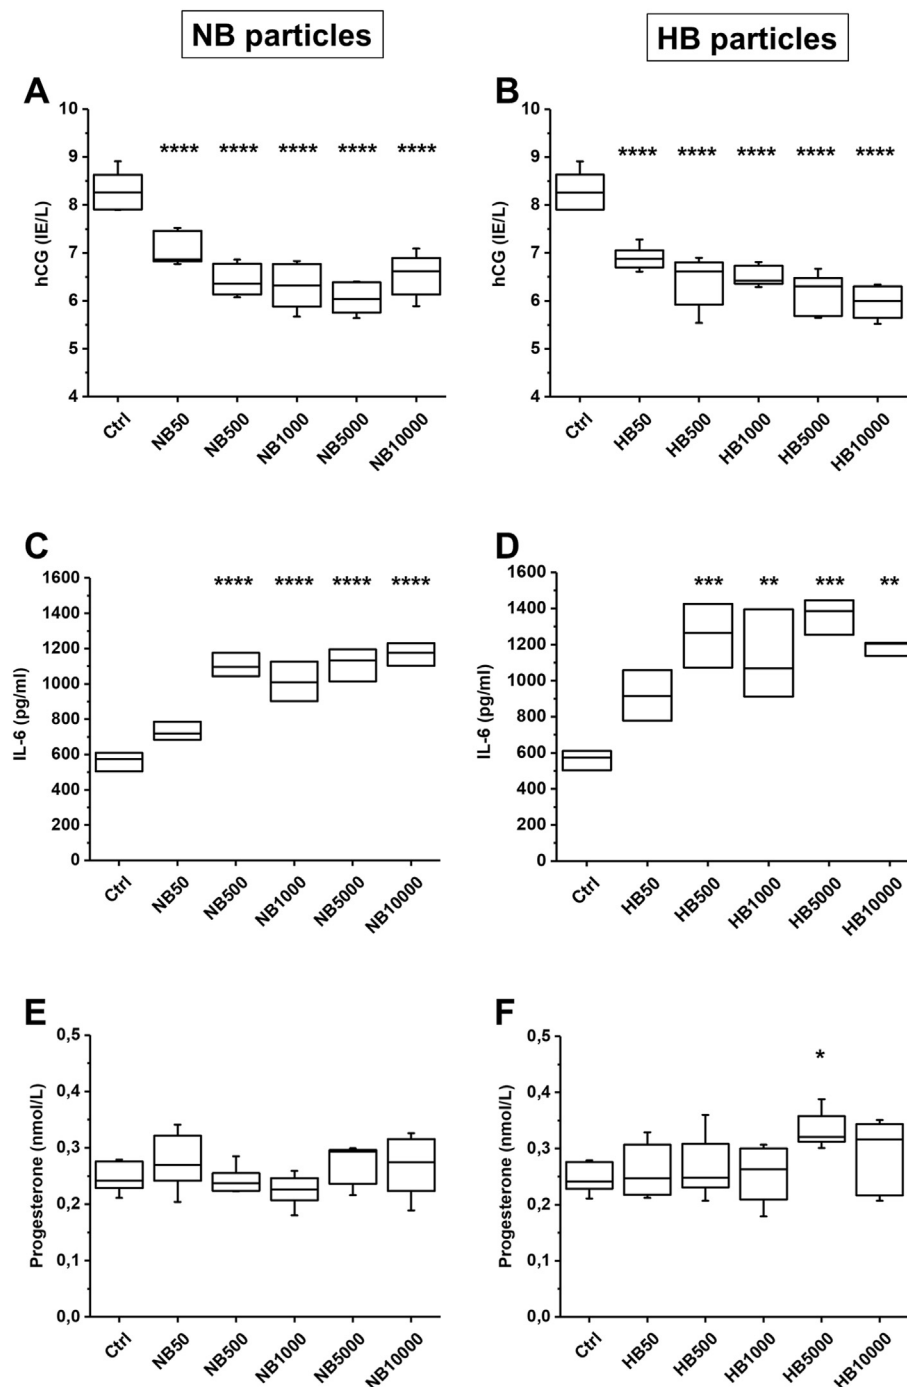 NB particles
HB particles
A
10
9
8
7
6
5
4
hCG (IE/L)
**** **** **** **** ****
Ctrl NB50 NB500 NB1000 NB5000 NB10000
B
10
9
8
7
6
5
4
hCG (IE/L)
**** **** **** **** ****
Ctrl HB50 HB500 HB1000 HB5000 HB10000
C
1600
1400
1200
1000
800
600
400
200
0
IL-6 (pg/ml)
**** **** **** ****
Ctrl NB50 NB500 NB1000 NB5000 NB10000
D
1600
1400
1200
1000
800
600
400
200
0
IL-6 (pg/ml)
*** ** *** **
Ctrl HB50 HB500 HB1000 HB5000 HB10000
E
0,5
0,4
0,3
0,2
0,1
0,0
Progesterone (nmol/L)
Ctrl NB50 NB500 NB1000 NB5000 NB10000
F
0,5
0,4
0,3
0,2
0,1
0,0
Progesterone (nmol/L)
*
Ctrl HB50 HB500 HB1000 HB5000 HB10000